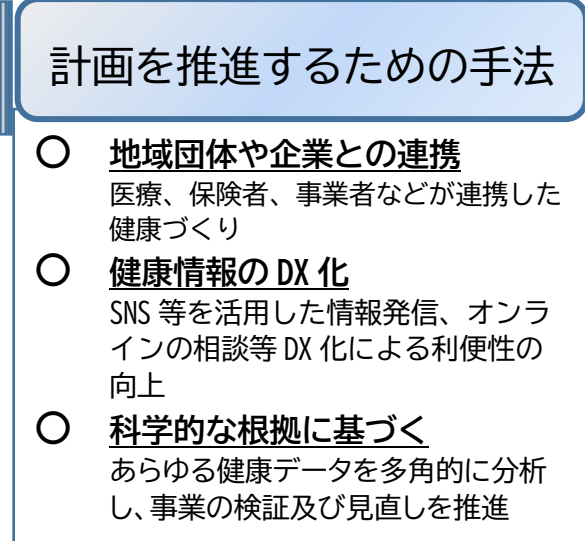 計画を推進するための手法
○ 地域団体や企業との連携
医療、保険者、事業者などが連携した
健康づくり
○ 健康情報の DX 化
SNS 等を活用した情報発信、オンラ
インの相談等 DX 化による利便性の
向上
○ 科学的な根拠に基づく
あらゆる健康データを多角的に分析
し、事業の検証及び見直しを推進